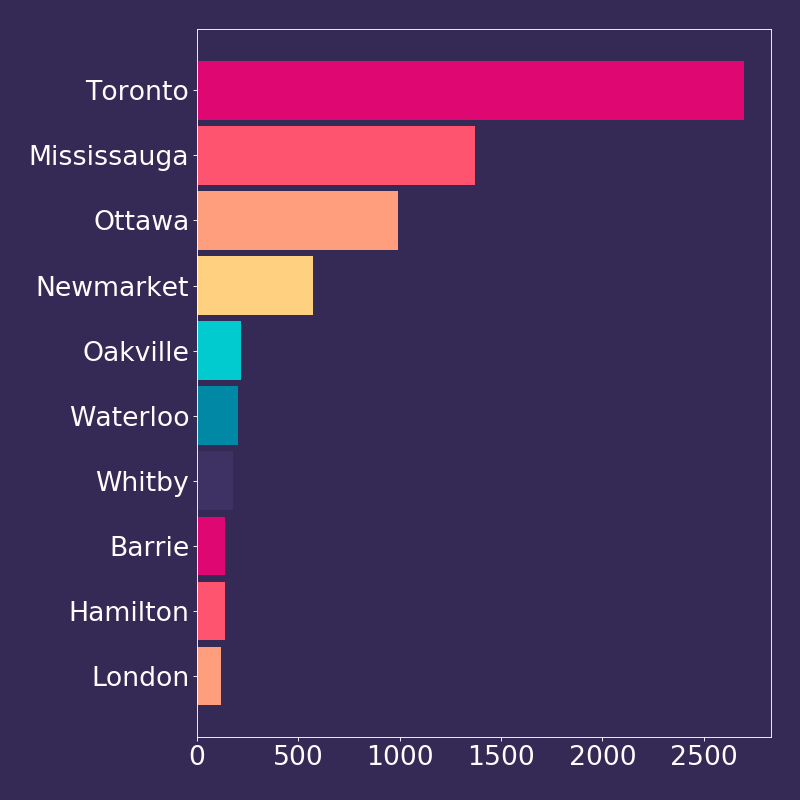 Toronto
Mississauga
Ottawa
Newmarket
Oakville
Waterloo
Whitby
Barrie
Hamilton
London
0 500 1000 1500 2000 2500